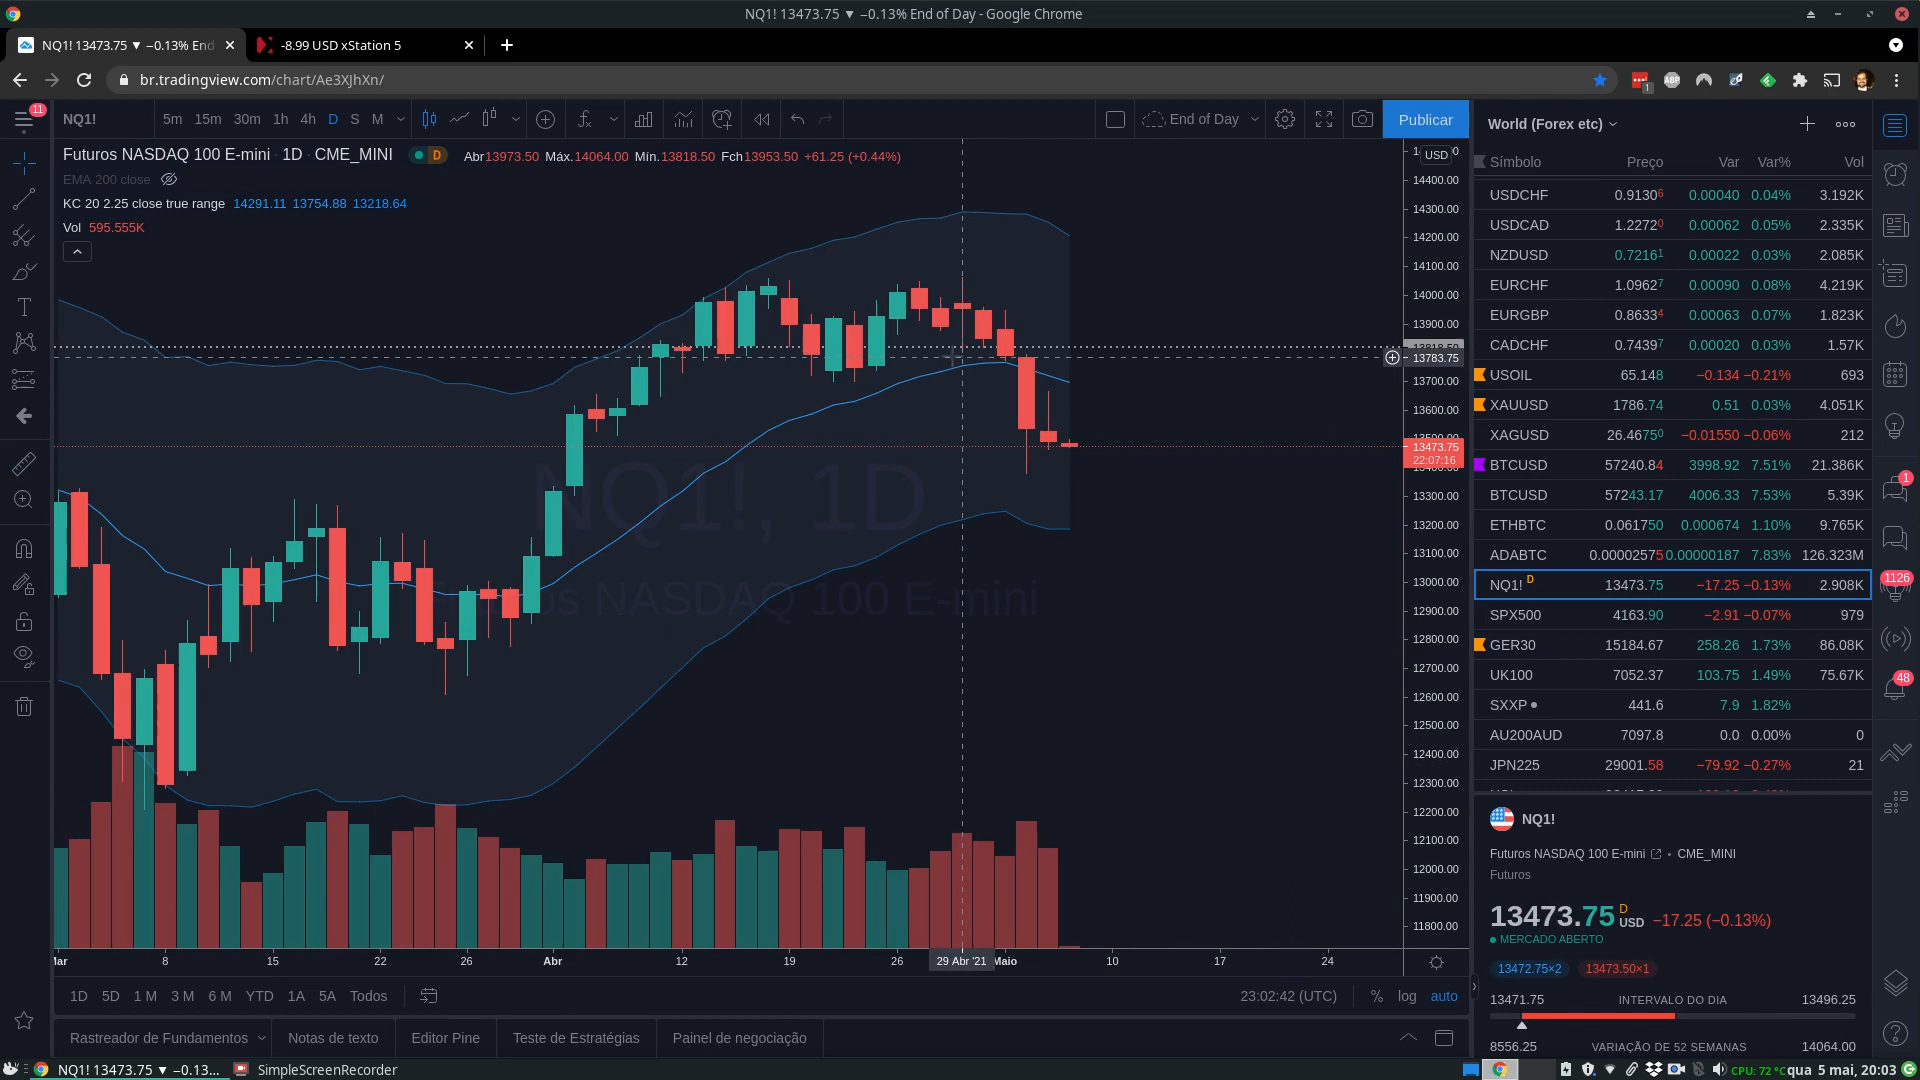 NQ1! 13473.75 ▼ −0.13% End of Day - Google Chrome
NQ1! 13473.75 ▼ −0.13% End
-8.99 USD xStation 5
br.tradingview.com/chart/Ae3XJhXn/
1
ABP
11
NQ1!
5m 15m 30m 1h 4h D S M
End of Day
Publicar
Futuros NASDAQ 100 E-mini · 1D · CME_MINI
D
Abr13973.50 Máx.14064.00 Mín.13818.50 Fch13953.50 +61.25 (+0.44%)
EMA 200 close
KC 20 2.25 close true range 14291.11 13754.88 13218.64
Vol 595.555K
NQ1!, 1D
Futuros NASDAQ 100 E-mini
USD
14400.00
14300.00
14200.00
14100.00
14000.00
13900.00
13783.75
13700.00
13600.00
13473.75
22:07:16
13300.00
13200.00
13100.00
13000.00
12900.00
12800.00
12700.00
12600.00
12500.00
12400.00
12300.00
12200.00
12100.00
12000.00
11900.00
11800.00
8 15 22 26 Abr 12 19 26 29 Abr '21 Maio 10 17 24
1D 5D 1 M 3 M 6 M YTD 1A 5A Todos
23:02:42 (UTC) % log auto
Rastreador de Fundamentos
Notas de texto
Editor Pine
Teste de Estratégias
Painel de negociação
World (Forex etc)
Símbolo Preço Var Var% Vol
USDCHF 0.91306 0.00040 0.04% 3.192K
USDCAD 1.22720 0.00062 0.05% 2.335K
NZDUSD 0.72161 0.00022 0.03% 2.085K
EURCHF 1.09627 0.00090 0.08% 4.219K
EURGBP 0.86334 0.00063 0.07% 1.823K
CADCHF 0.74397 0.00020 0.03% 1.57K
USOIL 65.148 −0.134 −0.21% 693
XAUUSD 1786.74 0.51 0.03% 4.051K
XAGUSD 26.46750 −0.01550 −0.06% 212
BTCUSD 57240.84 3998.92 7.51% 21.386K
BTCUSD 57243.17 4006.33 7.53% 5.39K
ETHBTC 0.061750 0.000674 1.10% 9.765K
ADABTC 0.00002575 0.00000187 7.83% 126.323M
NQ1! D 13473.75 −17.25 −0.13% 2.908K
SPX500 4163.90 −2.91 −0.07% 979
GER30 15184.67 258.26 1.73% 86.08K
UK100 7052.37 103.75 1.49% 75.67K
SXXP 441.6 7.9 1.82%
AU200AUD 7097.8 0.0 0.00% 0
JPN225 29001.58 −79.92 −0.27% 21
NQ1!
Futuros NASDAQ 100 E-mini • CME_MINI
Futuros
13473.75 D USD −17.25 (−0.13%)
MERCADO ABERTO
13472.75×2 13473.50×1
13471.75 INTERVALO DO DIA 13496.25
8556.25 VARIAÇÃO DE 52 SEMANAS 14064.00
1
1126
48
NQ1! 13473.75 ▼ −0.13...
SimpleScreenRecorder
CPU: 72 °C
qua 5 mai, 20:03